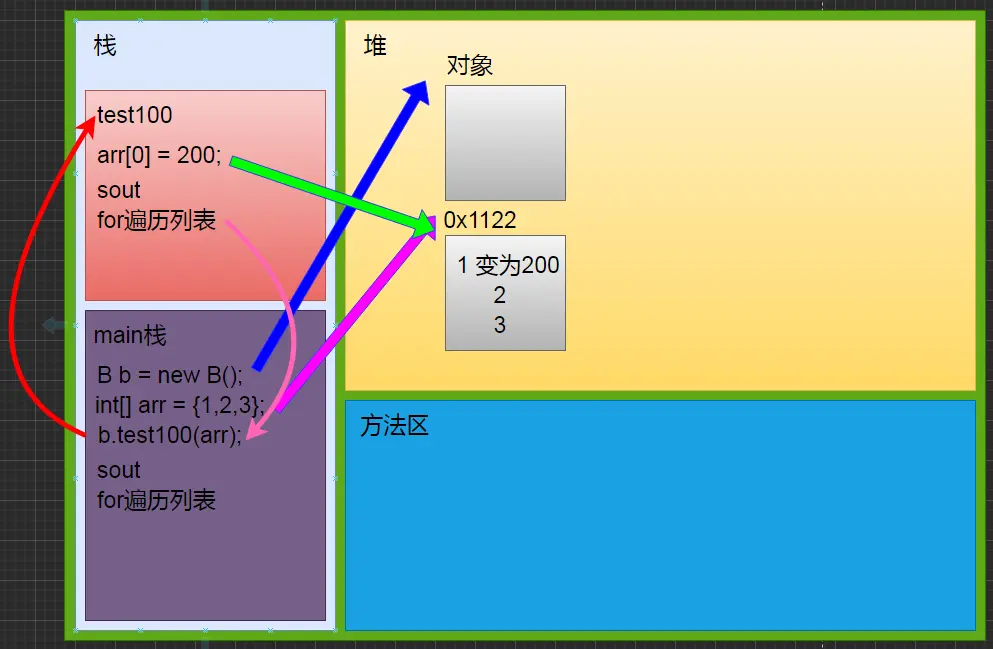 栈
test100
arr[0] = 200;
sout
for遍历列表
main栈
B b = new B();
int[] arr = {1,2,3};
b.test100(arr);
sout
for遍历列表
堆
对象
0x1122
1 变为200
2
3
方法区